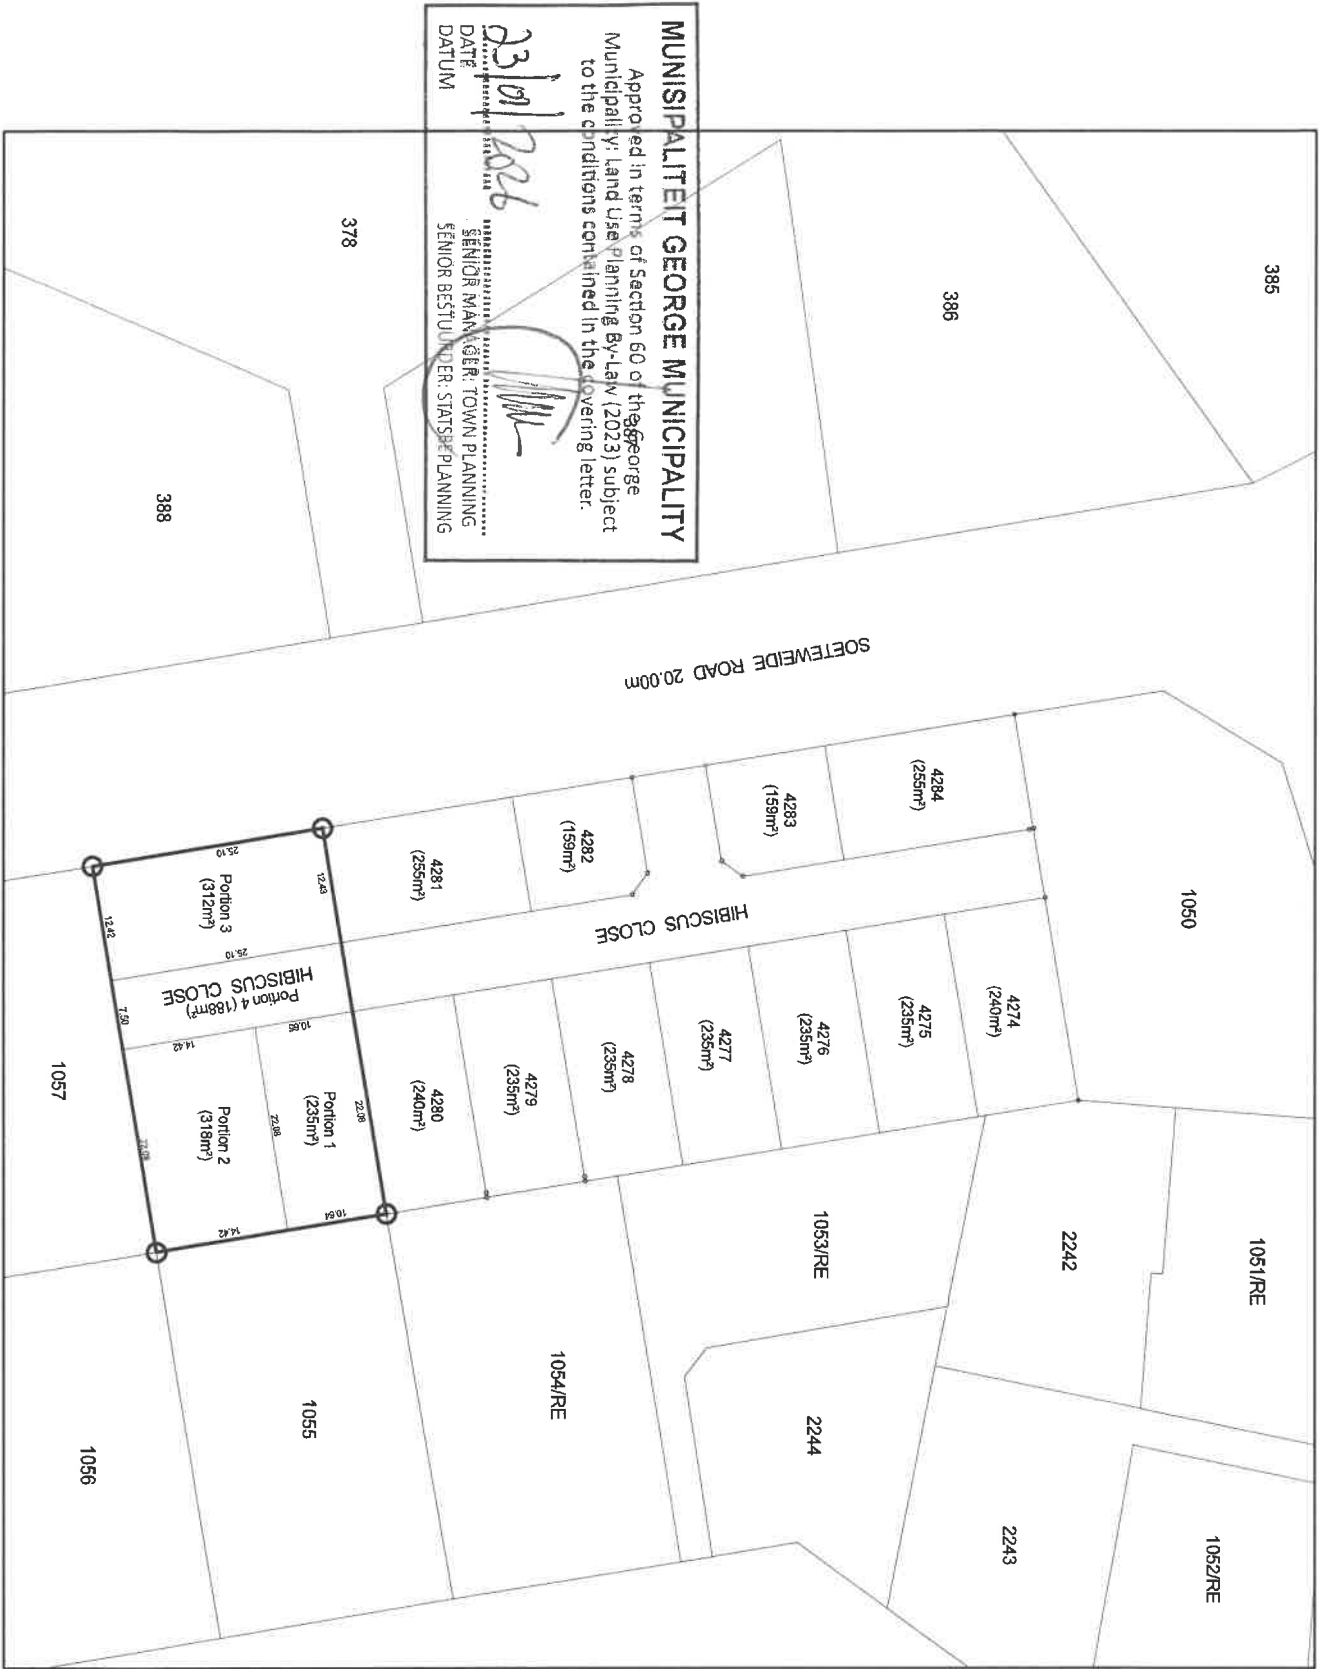 MUNISIPALITEIT GEORGE MUNICIPALITY
Approved in terms of Section 60 of the George
Municipality: Land Use Planning By-Law (2023) subject
to the conditions contained in the covering letter.
23/01/2026
DATE
DATUM
SENIOR MANAGER: TOWN PLANNING
SENIOR BESTUURDER: STATSBEPLANNING
385
386
387
378
388
SOETEWEIDE ROAD 20.00m
4284
(255m²)
4283
(159m²)
4282
(159m²)
4281
(255m²)
HIBISCUS CLOSE
1050
4274
(240m²)
4275
(235m²)
4276
(235m²)
4277
(235m²)
4278
(235m²)
4279
(235m²)
4280
(240m²)
Portion 3
(312m²)
25.10
12.43
12.42
25.10
Portion 4 (188m²)
HIBISCUS CLOSE
7.50
10.65
14.42
Portion 1
(235m²)
22.08
22.08
10.64
Portion 2
(318m²)
14.42
1057
1051/RE
2242
1053/RE
1052/RE
2243
2244
1054/RE
1055
1056